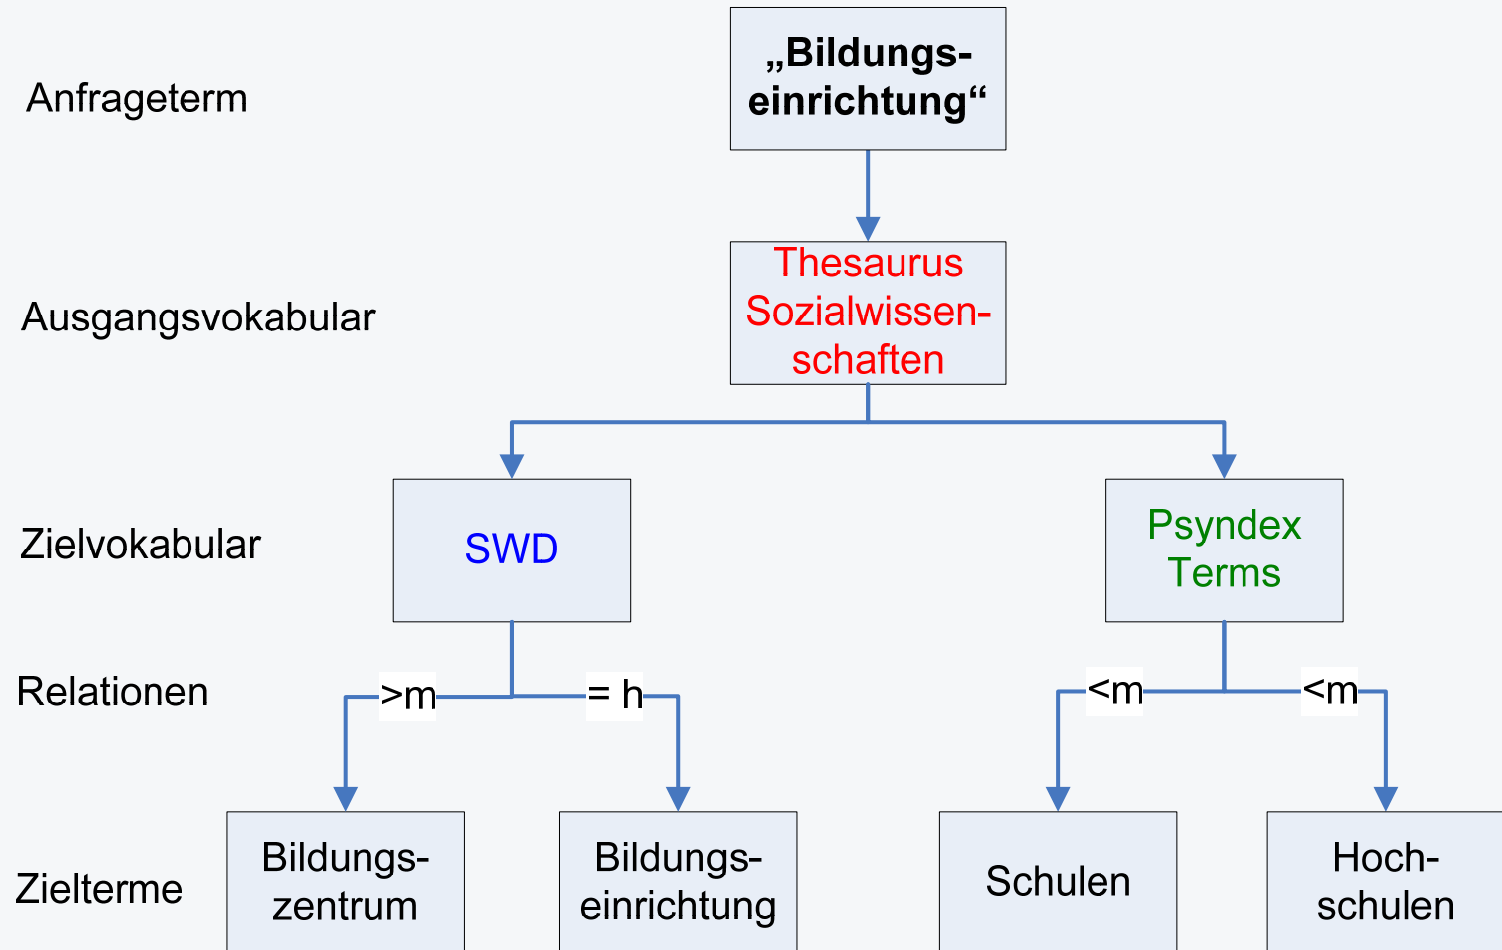 Anfrageterm
„Bildungs-
einrichtung“
Ausgangsvokabular
Thesaurus
Sozialwissen-
schaften
Zielvokabular
SWD
Psyndex
Terms
Relationen
>m
= h
<m
<m
Zielterme
Bildungs-
zentrum
Bildungs-
einrichtung
Schulen
Hoch-
schulen